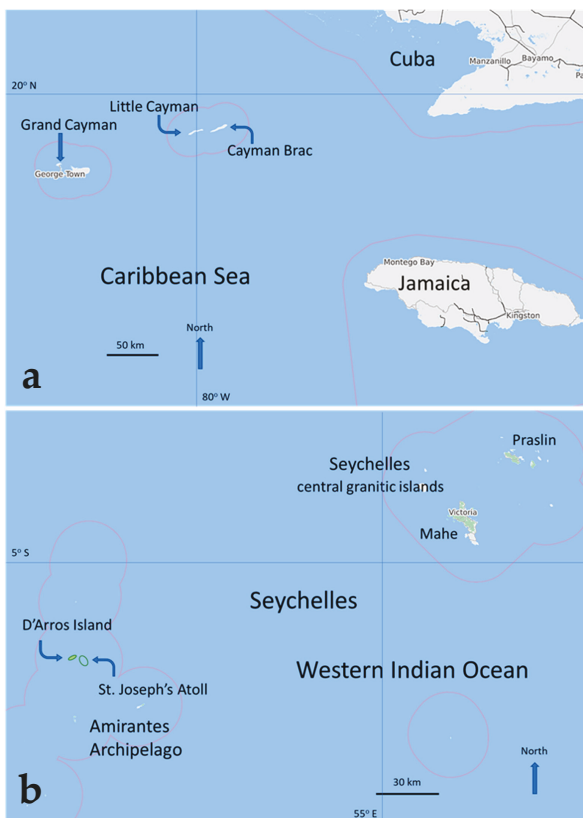 Cuba
Manzanillo
Bayamo
20° N
Little Cayman
Grand Cayman
Cayman Brac
George Town
Montego Bay
Caribbean Sea
Jamaica
Kingston
North
50 km
a
80° W
Praslin
Seychelles
central granitic islands
Victoria
Mahe
5° S
Seychelles
D'Arros Island
Western Indian Ocean
St. Joseph's Atoll
Amirantes
Archipelago
North
30 km
b
55° E